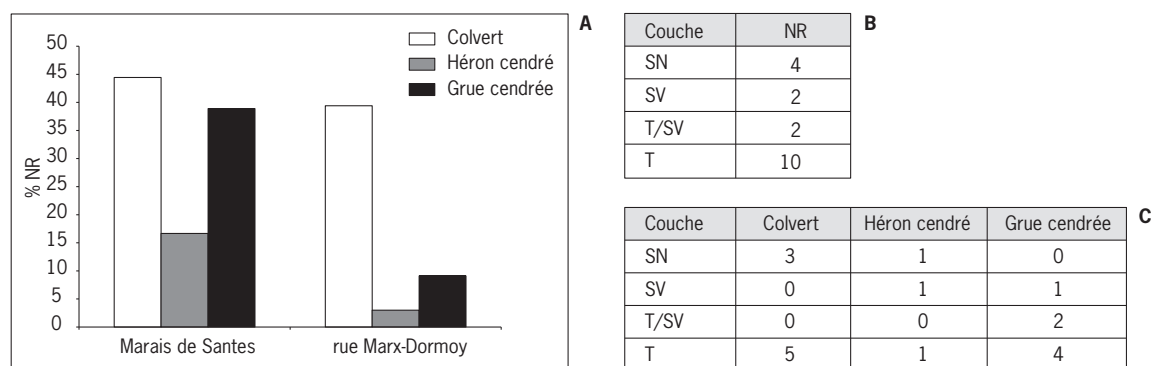 A
% NR
50
45
40
35
30
25
20
15
10
5
0
Colvert
Héron cendré
Grue cendrée
Marais de Santes rue Marx-Dormoy
B
Couche NR
SN 4
SV 2
T/SV 2
T 10
C
Couche Colvert Héron cendré Grue cendrée
SN 3 1 0
SV 0 1 1
T/SV 0 0 2
T 5 1 4